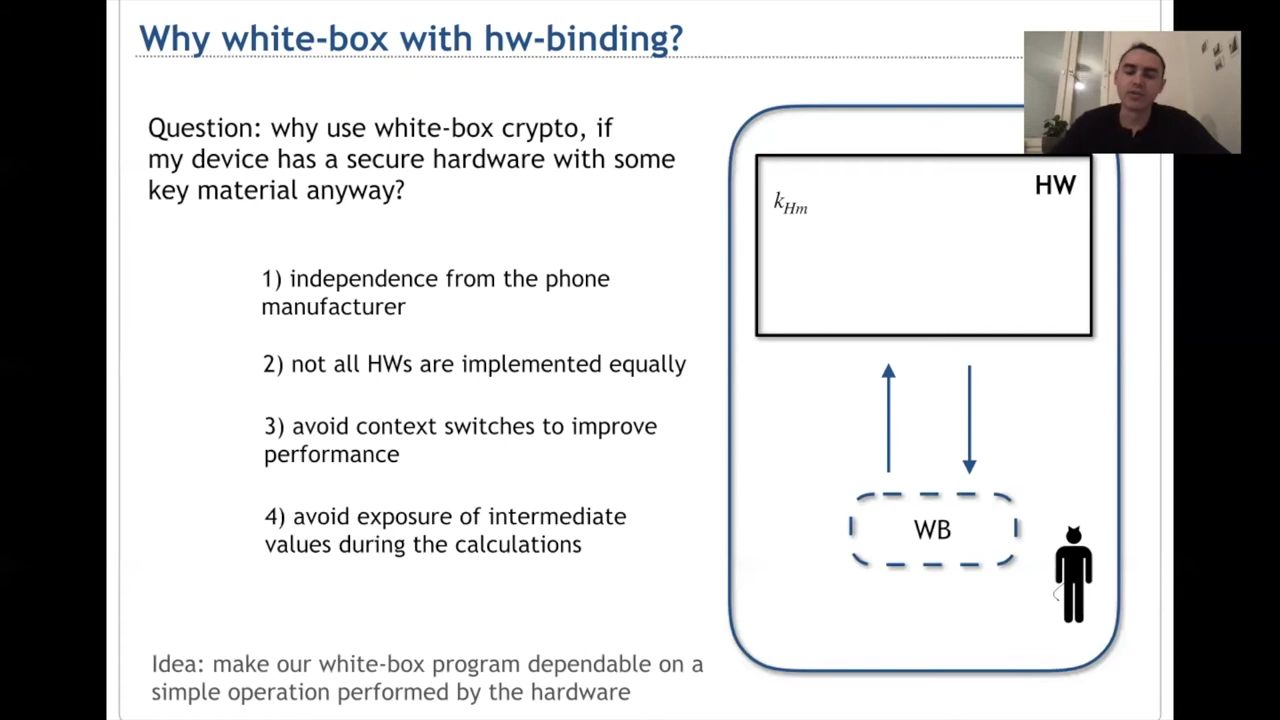 Why white-box with hw-binding?
Question: why use white-box crypto, if
my device has a secure hardware with some
key material anyway?
1) independence from the phone
manufacturer
2) not all HWs are implemented equally
3) avoid context switches to improve
performance
4) avoid exposure of intermediate
values during the calculations
Idea: make our white-box program dependable on a
simple operation performed by the hardware
HW
k_{Hm}
WB